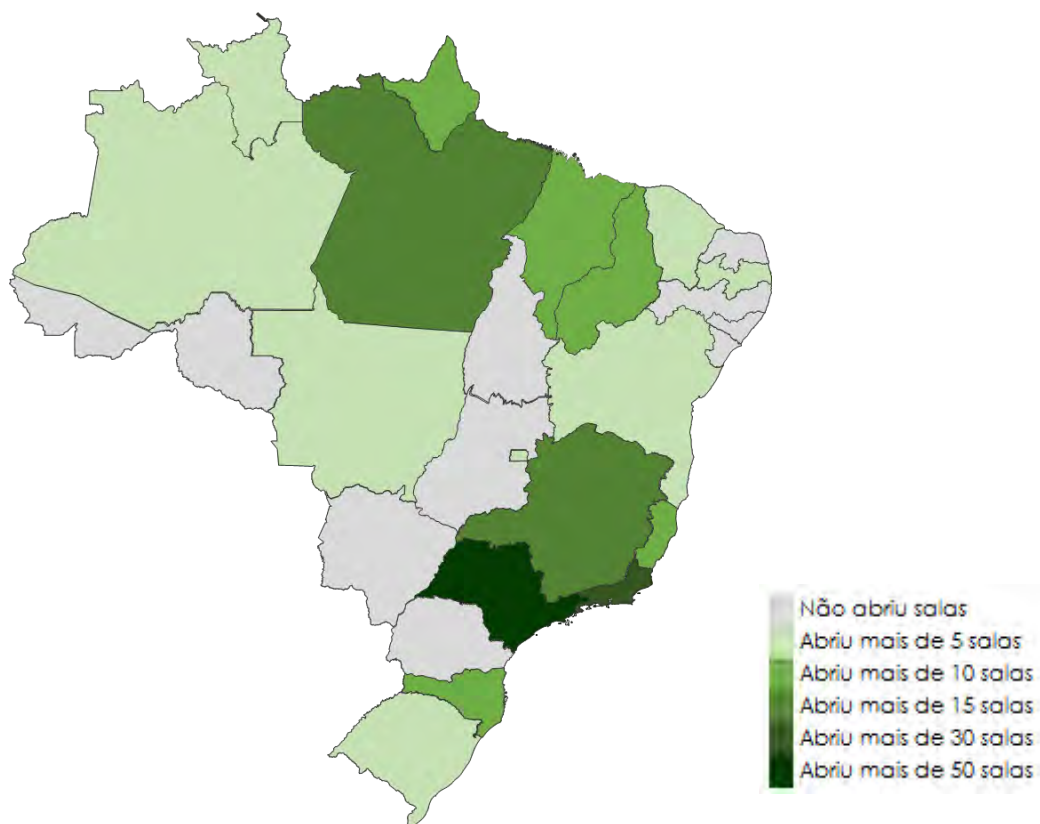 Não abriu salas
Abriu mais de 5 salas
Abriu mais de 10 salas
Abriu mais de 15 salas
Abriu mais de 30 salas
Abriu mais de 50 salas